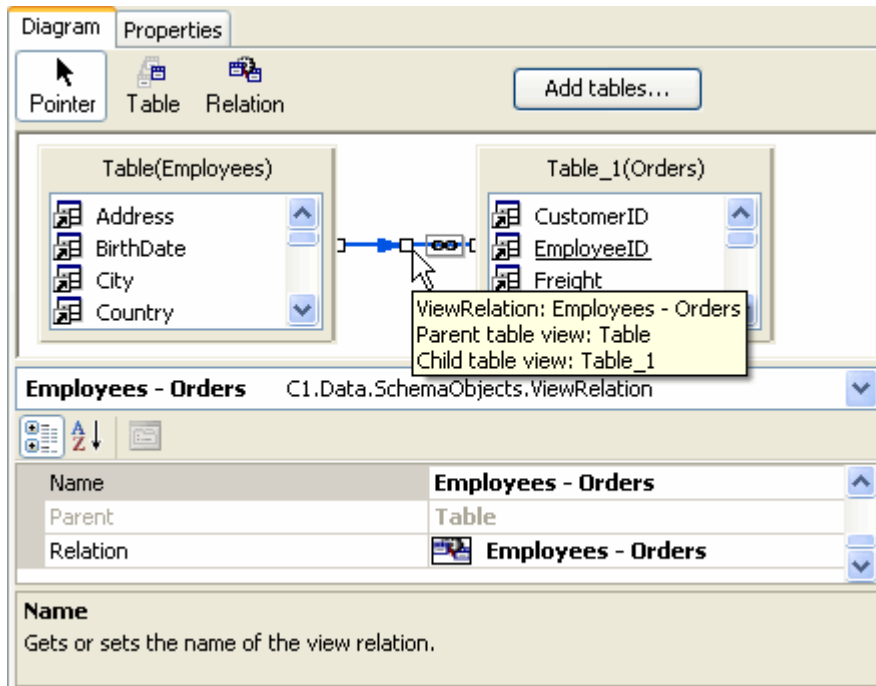 Diagram Properties
Pointer Table Relation Add tables...
Table(Employees)
Address
BirthDate
City
Country
Table_1(Orders)
CustomerID
EmployeeID
Freight
ViewRelation: Employees - Orders
Parent table view: Table
Child table view: Table_1
Employees - Orders C1.Data.SchemaObjects.ViewRelation
Name Employees - Orders
Parent Table
Relation Employees - Orders
Name
Gets or sets the name of the view relation.